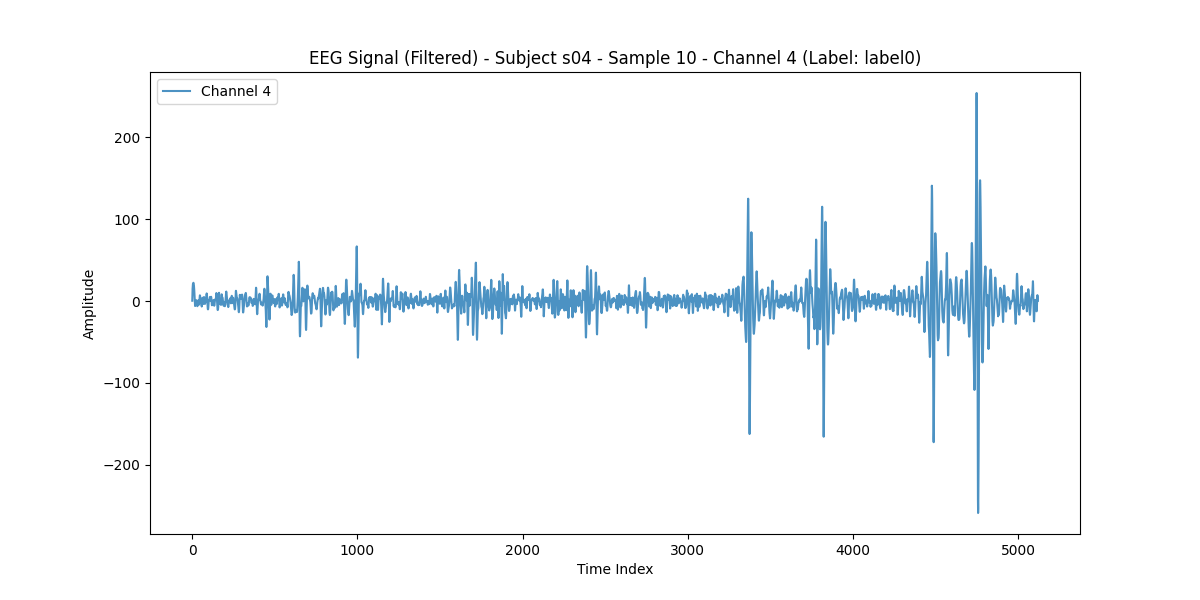 EEG Signal (Filtered) - Subject s04 - Sample 10 - Channel 4 (Label: label0)
Channel 4
Amplitude
200
100
0
−100
−200
0 1000 2000 3000 4000 5000
Time Index